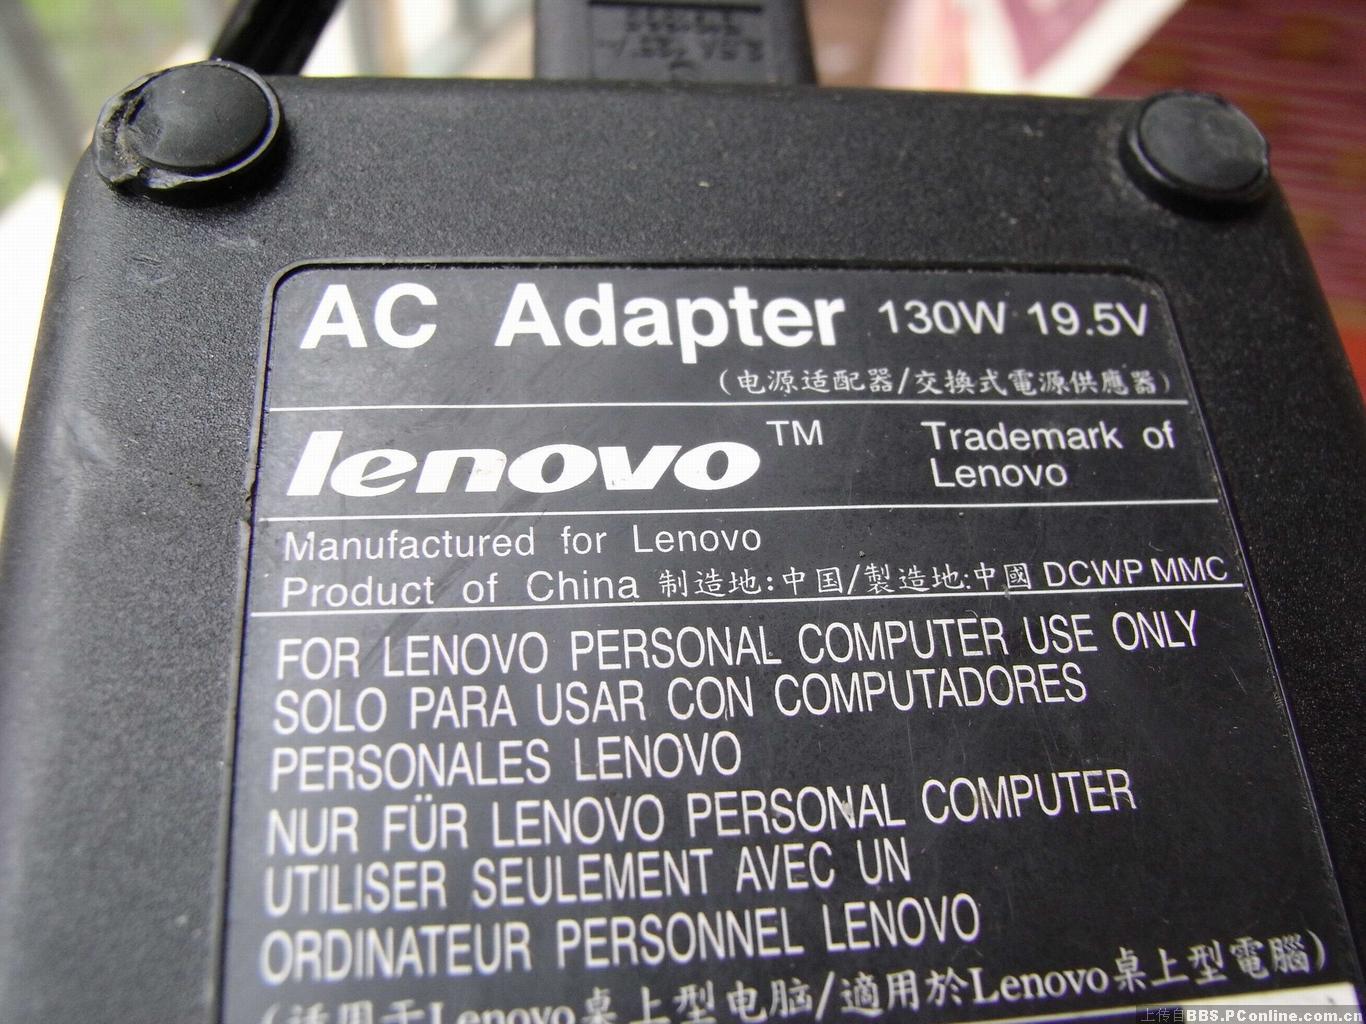 AC Adapter 130W 19.5V
(电源适配器/交換式電源供應器)
lenovo™ Trademark of Lenovo
Manufactured for Lenovo
Product of China 制造地:中国/製造地:中國 DCWP MMC
FOR LENOVO PERSONAL COMPUTER USE ONLY
SOLO PARA USAR CON COMPUTADORES
PERSONALES LENOVO
NUR FÜR LENOVO PERSONAL COMPUTER
UTILISER SEULEMENT AVEC UN
ORDINATEUR PERSONNEL LENOVO
(适用于Lenovo桌上型电脑/適用於Lenovo桌上型電腦)
上传自BBS.PConline.com.cn